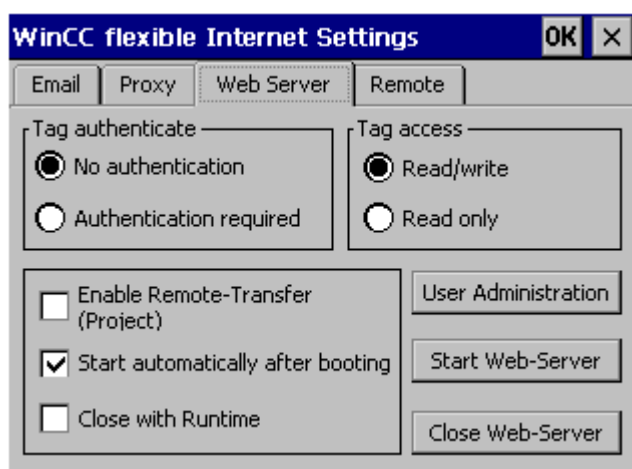 WinCC flexible Internet Settings OK ×
Email Proxy Web Server Remote
Tag authenticate
No authentication
Authentication required
Tag access
Read/write
Read only
Enable Remote-Transfer
(Project)
Start automatically after booting
Close with Runtime
User Administration
Start Web-Server
Close Web-Server